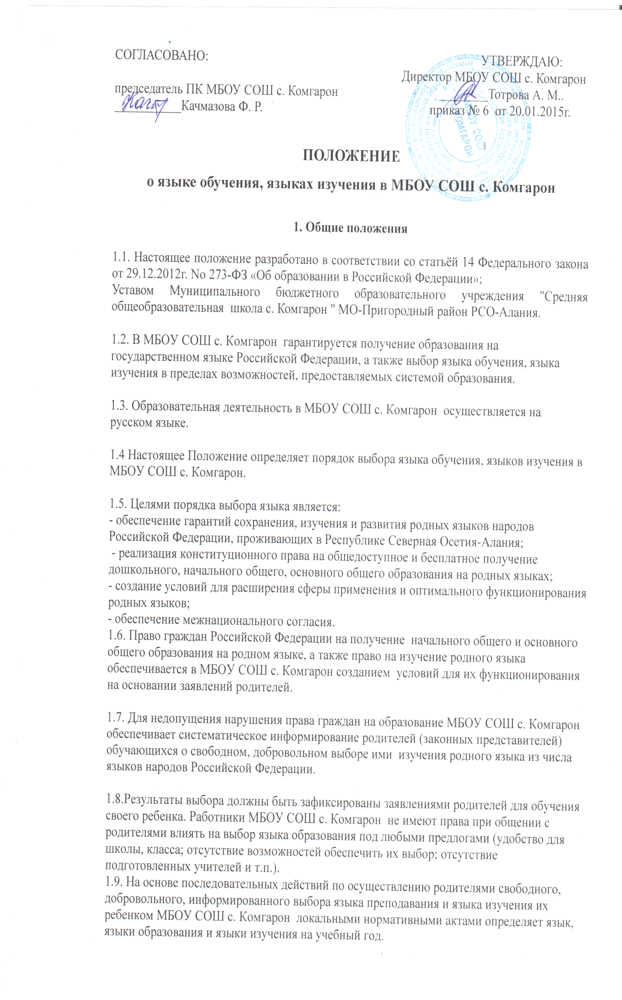 СОГЛАСОВАНО:
УТВЕРЖДАЮ:
Директор МБОУ СОШ с. Комгарон
председатель ПК МБОУ СОШ с. Комгарон
Тотрова А. М..
Качмазова Ф. Р.
приказ № 6 от 20.01.2015г.
МБОУ СОШ
с. КОМГАРОН
ПОЛОЖЕНИЕ
о языке обучения, языках изучения в МБОУ СОШ с. Комгарон
1. Общие положения
1.1. Настоящее положение разработано в соответствии со статьёй 14 Федерального закона
от 29.12.2012г. No 273-ФЗ «Об образовании в Российской Федерации»;
Уставом Муниципального бюджетного образовательного учреждения "Средняя
общеобразовательная школа с. Комгарон " МО-Пригородный район РСО-Алания.
1.2. В МБОУ СОШ с. Комгарон гарантируется получение образования на
государственном языке Российской Федерации, а также выбор языка обучения, языка
изучения в пределах возможностей, предоставляемых системой образования.
1.3. Образовательная деятельность в МБОУ СОШ с. Комгарон осуществляется на
русском языке.
1.4 Настоящее Положение определяет порядок выбора языка обучения, языков изучения в
МБОУ СОШ с. Комгарон.
1.5. Целями порядка выбора языка является:
- обеспечение гарантий сохранения, изучения и развития родных языков народов
Российской Федерации, проживающих в Республике Северная Осетия-Алания;
- реализация конституционного права на общедоступное и бесплатное получение
дошкольного, начального общего, основного общего образования на родных языках;
- создание условий для расширения сферы применения и оптимального функционирования
родных языков;
- обеспечение межнационального согласия.
1.6. Право граждан Российской Федерации на получение начального общего и основного
общего образования на родном языке, а также право на изучение родного языка
обеспечивается в МБОУ СОШ с. Комгарон созданием условий для их функционирования
на основании заявлений родителей.
1.7. Для недопущения нарушения права граждан на образование МБОУ СОШ с. Комгарон
обеспечивает систематическое информирование родителей (законных представителей)
обучающихся о свободном, добровольном выборе ими изучения родного языка из числа
языков народов Российской Федерации.
1.8.Результаты выбора должны быть зафиксированы заявлениями родителей для обучения
своего ребенка. Работники МБОУ СОШ с. Комгарон не имеют права при общении с
родителями влиять на выбор языка образования под любыми предлогами (удобство для
школы, класса; отсутствие возможностей обеспечить их выбор; отсутствие
подготовленных учителей и т.п.).
1.9. На основе последовательных действий по осуществлению родителями свободного,
добровольного, информированного выбора языка преподавания и языка изучения их
ребенком МБОУ СОШ с. Комгарон локальными нормативными актами определяет язык,
языки образования и языки изучения на учебный год.